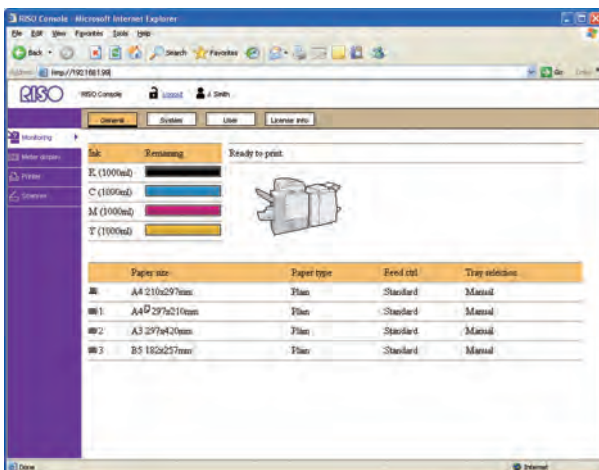 RISO Console - Microsoft Internet Explorer
File Edit View Favorites Tools Help
Back Search Favorites
Address http://192.168.1.99/ Go
RISO RISO Console Logout J. Smith
General System User License Info
Monitoring
Printer
Scanner
Ink Remaining Ready to print.
K (1000ml)
C (1000ml)
M (1000ml)
Y (1000ml)
Paper size Paper type Feed ctrl. Tray selection
A4 210x297mm Plain Standard Manual
1 A4 297x210mm Plain Standard Manual
2 A3 297x420mm Plain Standard Manual
3 B5 182x257mm Plain Standard Manual
Done Internet